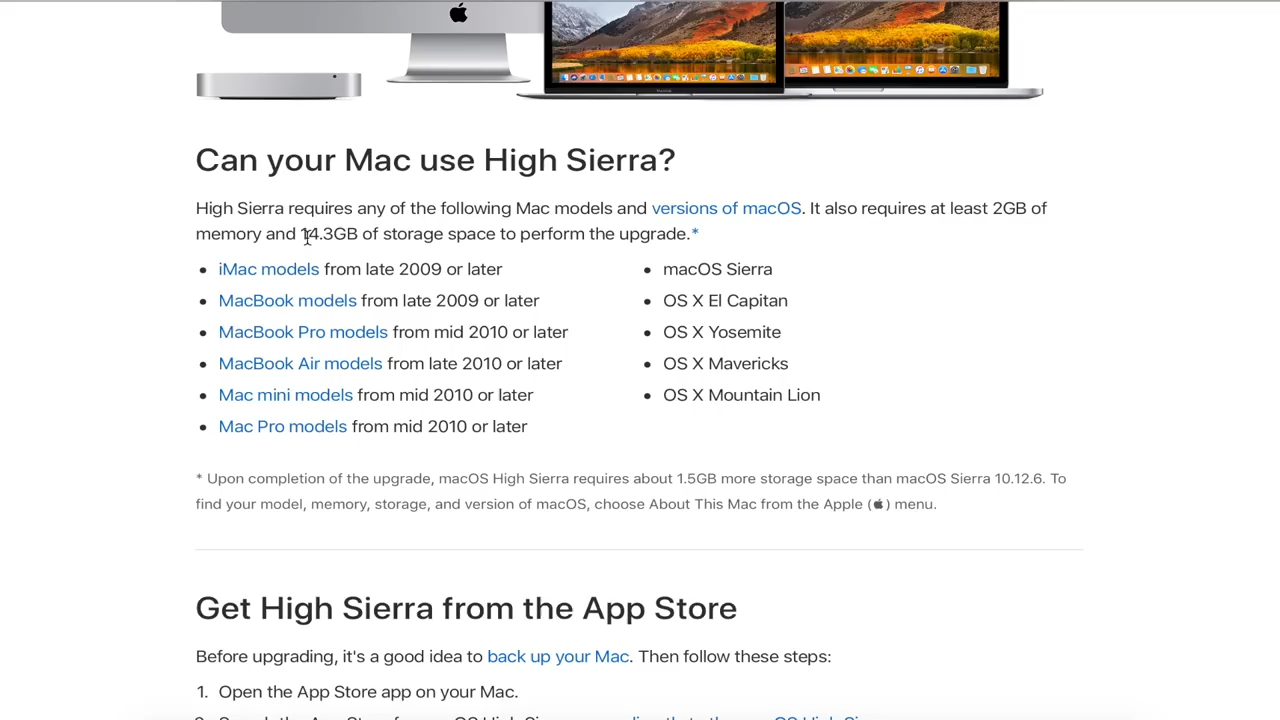 Can your Mac use High Sierra?
High Sierra requires any of the following Mac models and versions of macOS. It also requires at least 2GB of
memory and 14.3GB of storage space to perform the upgrade.*
• iMac models from late 2009 or later
• MacBook models from late 2009 or later
• MacBook Pro models from mid 2010 or later
• MacBook Air models from late 2010 or later
• Mac mini models from mid 2010 or later
• Mac Pro models from mid 2010 or later
• macOS Sierra
• OS X El Capitan
• OS X Yosemite
• OS X Mavericks
• OS X Mountain Lion
* Upon completion of the upgrade, macOS High Sierra requires about 1.5GB more storage space than macOS Sierra 10.12.6. To
find your model, memory, storage, and version of macOS, choose About This Mac from the Apple () menu.
Get High Sierra from the App Store
Before upgrading, it's a good idea to back up your Mac. Then follow these steps:
1. Open the App Store app on your Mac.